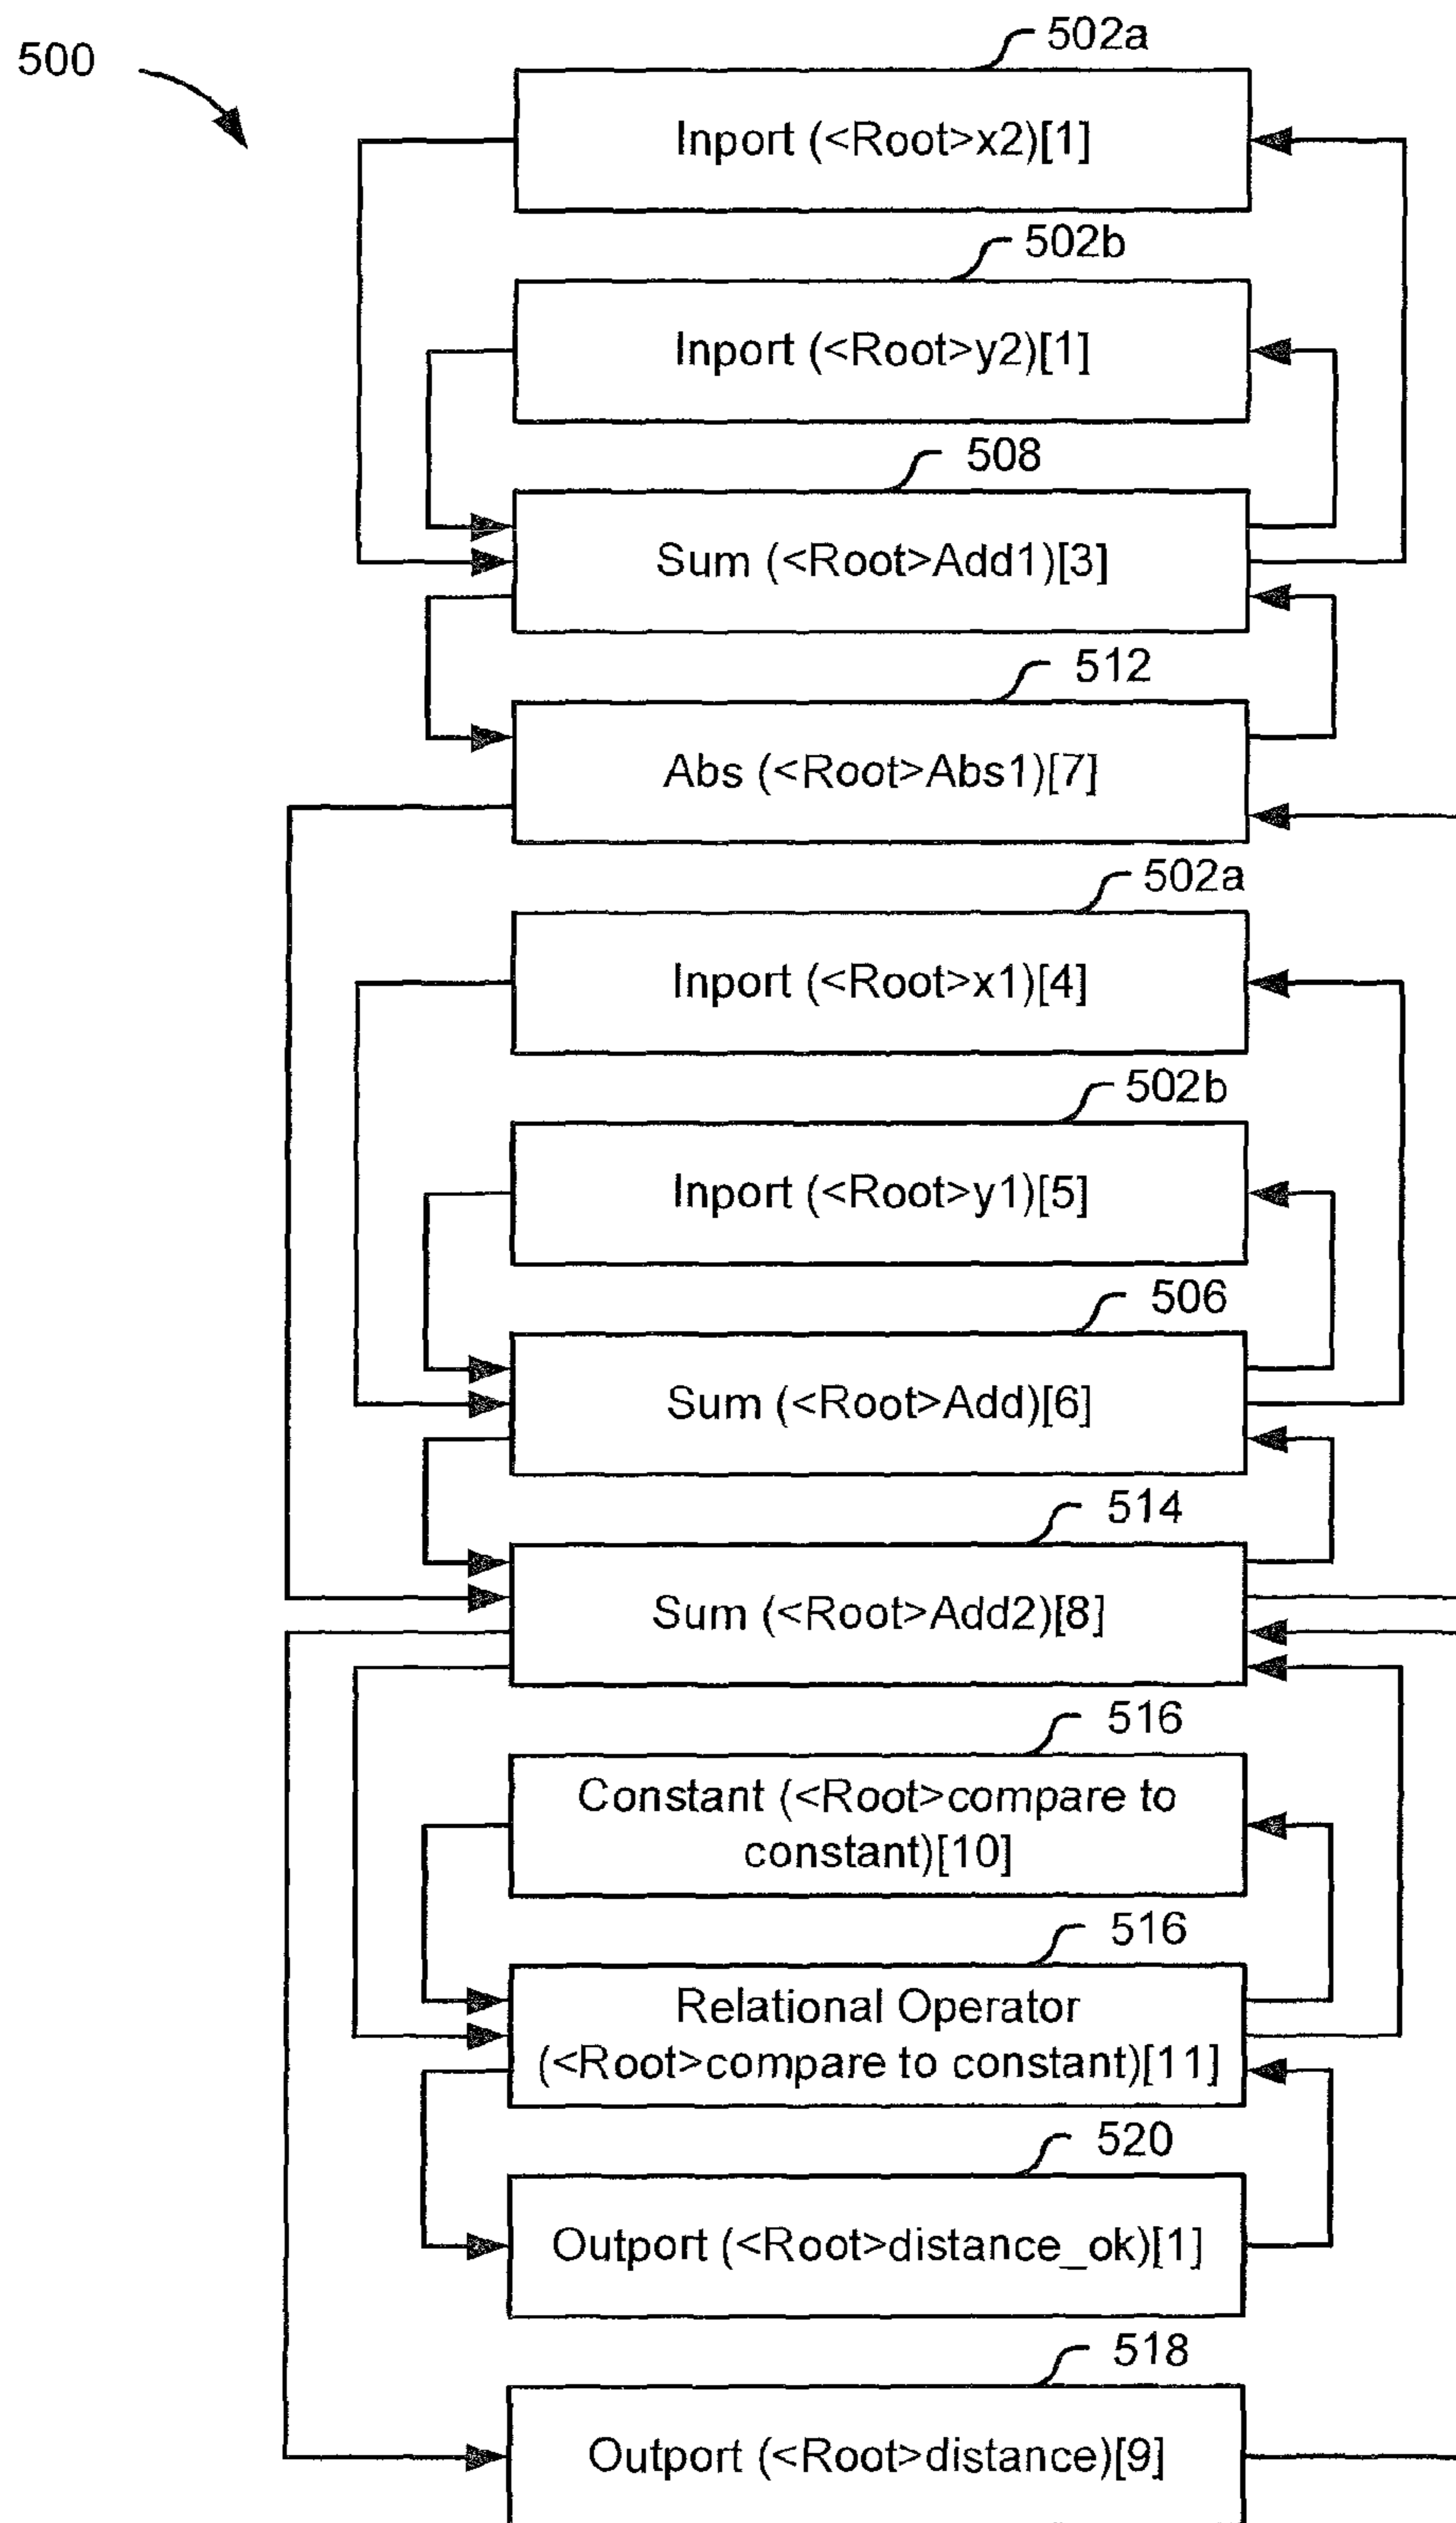 500
502a
Inport (<Root>x2)[1]
502b
Inport (<Root>y2)[1]
508
Sum (<Root>Add1)[3]
512
Abs (<Root>Abs1)[7]
502a
Inport (<Root>x1)[4]
502b
Inport (<Root>y1)[5]
506
Sum (<Root>Add)[6]
514
Sum (<Root>Add2)[8]
516
Constant (<Root>compare to
constant)[10]
516
Relational Operator
(<Root>compare to constant)[11]
520
Outport (<Root>distance_ok)[1]
518
Outport (<Root>distance)[9]